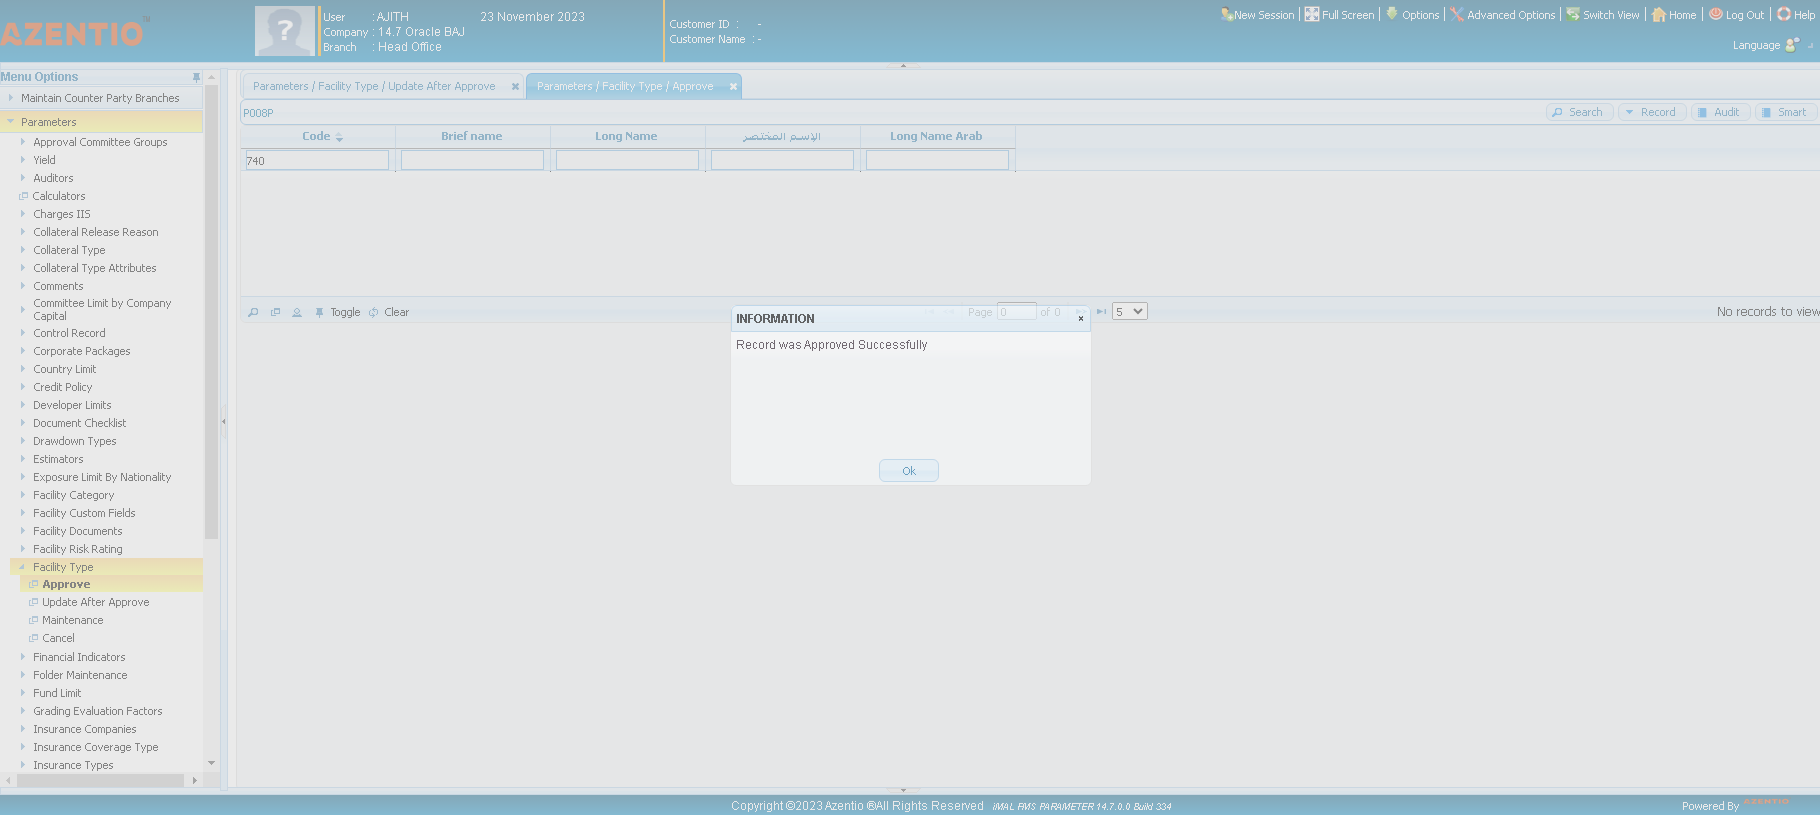 AZENTIO™
User : AJITH 23 November 2023
Company : 14.7 Oracle BAJ
Branch : Head Office
Customer ID : -
Customer Name : -
New Session Full Screen Options Advanced Options Switch View Home Log Out Help
Language
Menu Options
Maintain Counter Party Branches
Parameters
Approval Committee Groups
Yield
Auditors
Calculators
Charges IIS
Collateral Release Reason
Collateral Type
Collateral Type Attributes
Comments
Committee Limit by Company
Capital
Control Record
Corporate Packages
Country Limit
Credit Policy
Developer Limits
Document Checklist
Drawdown Types
Estimators
Exposure Limit By Nationality
Facility Category
Facility Custom Fields
Facility Documents
Facility Risk Rating
Facility Type
Approve
Update After Approve
Maintenance
Cancel
Financial Indicators
Folder Maintenance
Fund Limit
Grading Evaluation Factors
Insurance Companies
Insurance Coverage Type
Insurance Types
Parameters / Facility Type / Update After Approve
Parameters / Facility Type / Approve
P008P
Search Record Audit Smart
Code Brief name Long Name الإسم المختصر Long Name Arab
740
Toggle Clear
Page 0 of 0 5
No records to view
INFORMATION
Record was Approved Successfully
Ok
Copyright ©2023 Azentio ®All Rights Reserved iMAL RMS PARAMETER 14.7.0.0 Build 334
Powered By AZENTIO